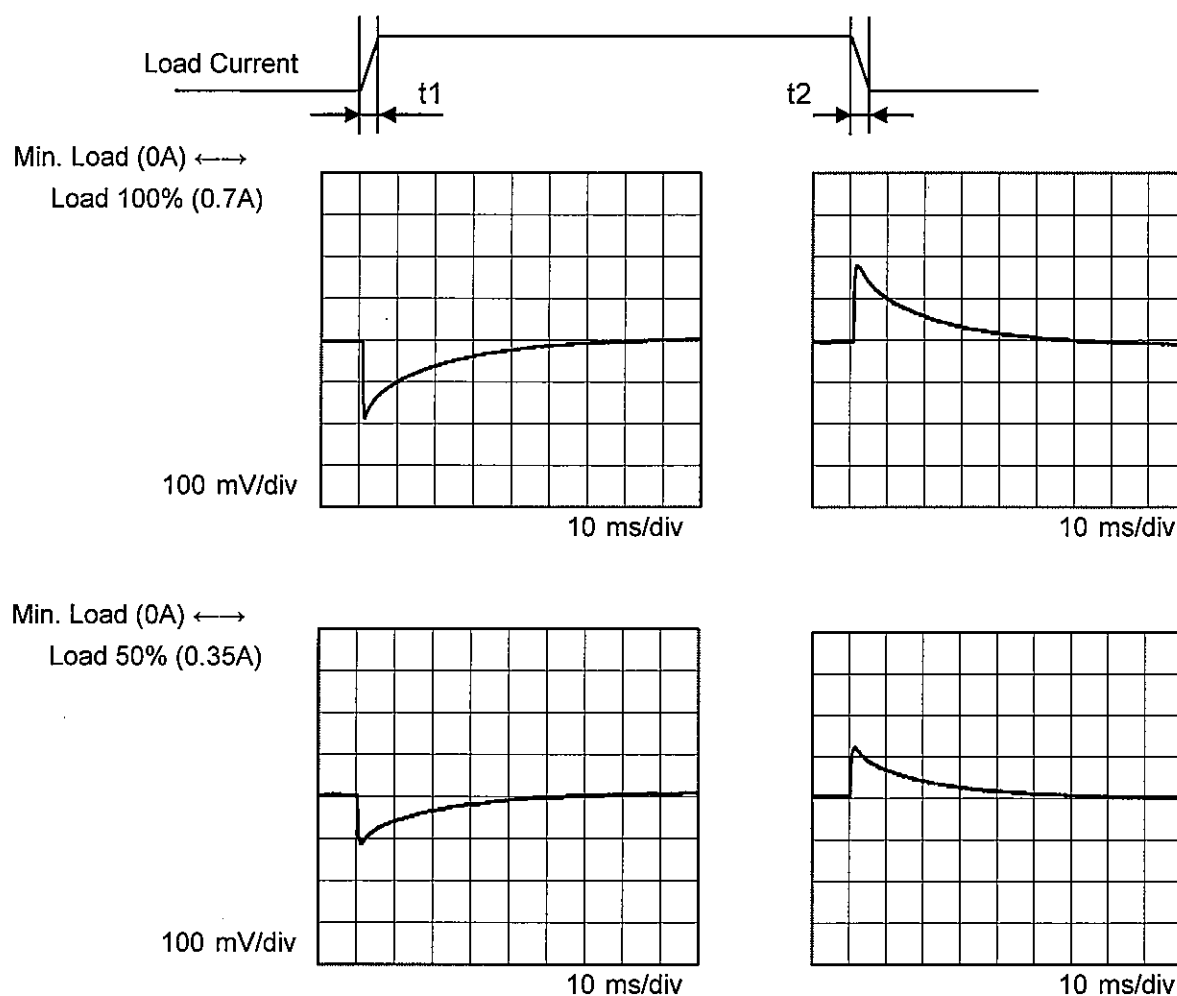 Load Current
t1
t2
Min. Load (0A) ←→
Load 100% (0.7A)
100 mV/div
10 ms/div
10 ms/div
Min. Load (0A) ←→
Load 50% (0.35A)
100 mV/div
10 ms/div
10 ms/div